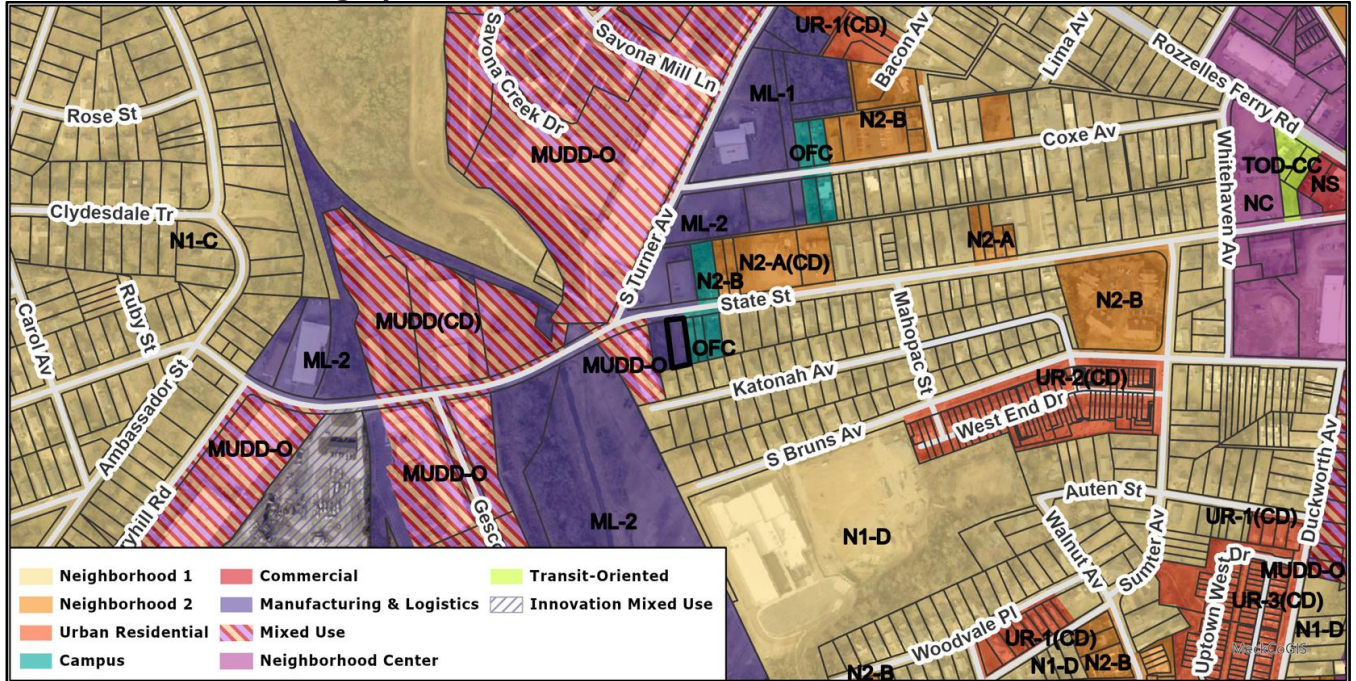 UR-1(CD)
Bacon Av
Lima Av
Rozzelles Ferry Rd
Savona Creek Dr
Savona Mill Ln
Rose St
ML-1
N2-B
MUDD-O
OFC
Coxe Av
Whitehaven Av
TOD-CC
NS
NC
Clydesdale Tr
N1-C
ML-2
S Turner Av
N2-A
N2-A(CD)
N2-B
State St
N2-B
Carol Av
Ruby St
MUDD(CD)
Mahopac St
ML-2
MUDD-O
OFC
Katonah Av
UR-2(CD)
Ambassador St
West End Dr
S Bruns Av
MUDD-O
MUDD-O
Duckworth Av
Auten St
ryhill Rd
Gesco
ML-2
N1-D
Walnut Av
Sumter Av
UR-1(CD)
Uptown West Dr
MUDD-O
UR-3(CD)
Woodvale Pl
UR-1(CD)
N1-D
N1-D
N2-B
N2-B
MeckCoGIS
Neighborhood 1
Neighborhood 2
Urban Residential
Campus
Commercial
Manufacturing & Logistics
Mixed Use
Neighborhood Center
Transit-Oriented
Innovation Mixed Use